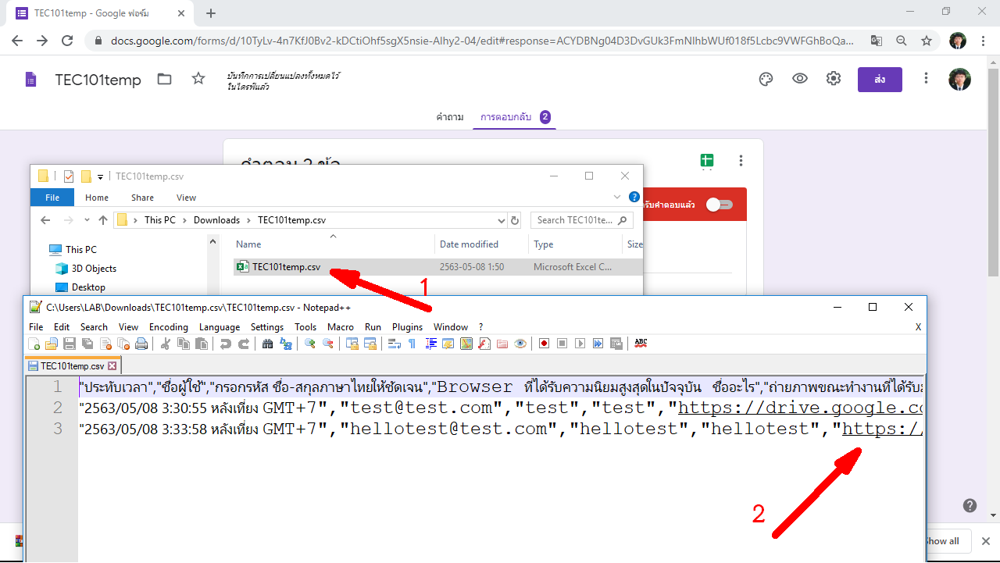 TEC101temp - Google ฟอร์ม
docs.google.com/forms/d/10TyLv-4n7KfJ0Bv2-kDCtiOhf5sgX5nsie-Alhy2-04/edit#response=ACYDBNg04D3DvGUk3FmNlhbWUf018f5Lcbc9VWFGhBoQa...
TEC101temp
บันทึกการเปลี่ยนแปลงทั้งหมดไว้
ในไดรฟ์แล้ว
ส่ง
คำถาม การตอบกลับ 2
คำตอบ 2 ข้อ
TEC101temp.csv
File Home Share View
รับคำตอบแล้ว
This PC Downloads TEC101temp.csv Search TEC101te...
This PC
3D Objects
Desktop
Name Date modified Type Size
TEC101temp.csv 2563-05-08 1:50 Microsoft Excel C...
1
C:\Users\LAB\Downloads\TEC101temp.csv\TEC101temp.csv - Notepad++
File Edit Search View Encoding Language Settings Tools Macro Run Plugins Window ? X
ABC
TEC101temp.csv
1 "ประทับเวลา","ชื่อผู้ใช้","กรอกรหัส ชื่อ-สกุลภาษาไทยให้ชัดเจน","Browser ที่ได้รับความนิยมสูงสุดในปัจจุบัน ชื่ออะไร","ถ่ายภาพขณะทำงานที่ได้รับ
2 "2563/05/08 3:30:55 หลังเที่ยง GMT+7","test@test.com","test","test","https://drive.google.co
3 "2563/05/08 3:33:58 หลังเที่ยง GMT+7","hellotest@test.com","hellotest","hellotest","https:/
2
Show all